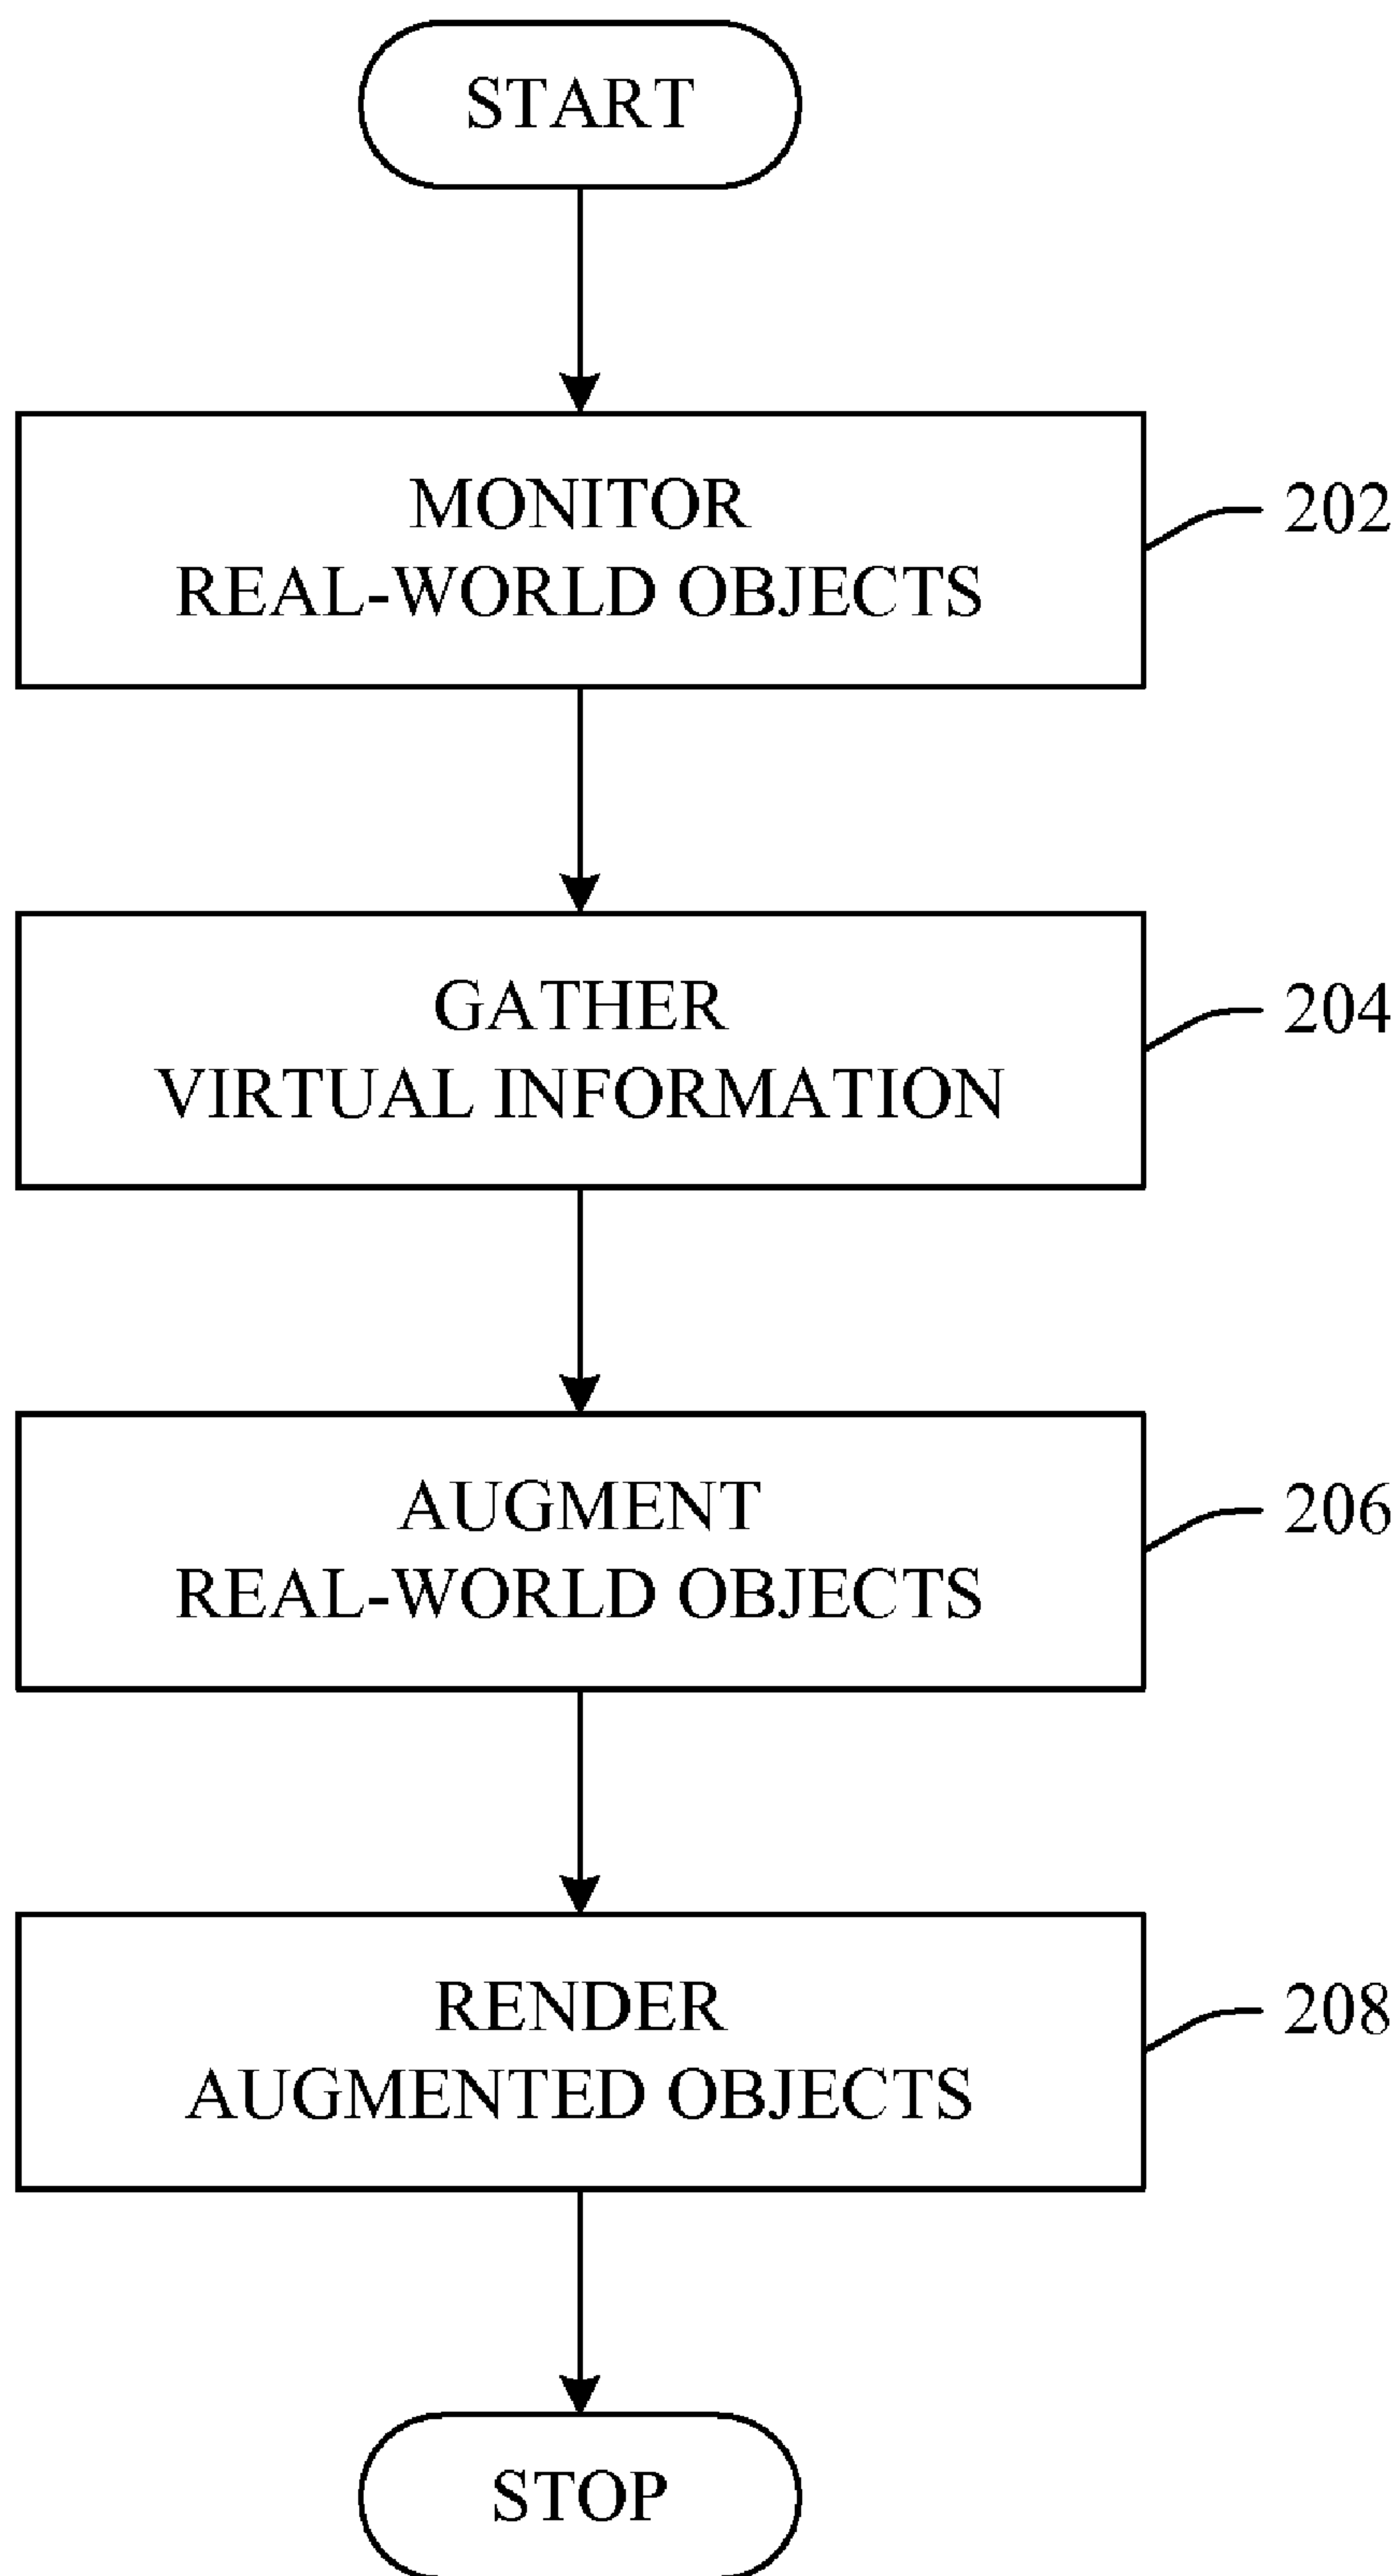 START
MONITOR
REAL-WORLD OBJECTS
202
GATHER
VIRTUAL INFORMATION
204
AUGMENT
REAL-WORLD OBJECTS
206
RENDER
AUGMENTED OBJECTS
208
STOP